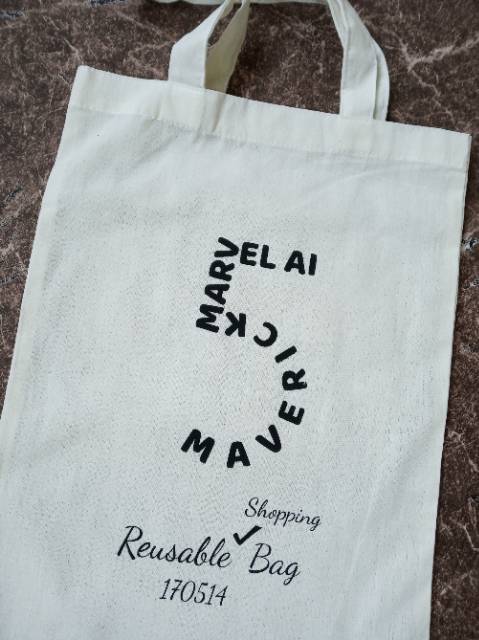 MARVEL AI
MAVERICK
Shopping
Reusable ✓ Bag
170514